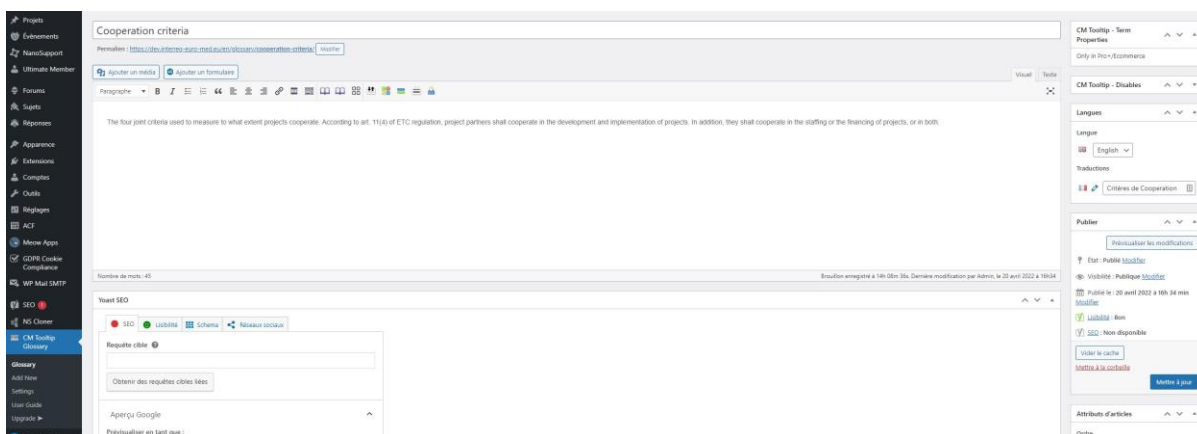 Projets
Évènements
NanoSupport
Ultimate Member
Forums
Sujets
Réponses
Apparence
Extensions
Comptes
Outils
Réglages
ACF
Meow Apps
GDPR Cookie
Compliance
WP Mail SMTP
SEO
NS Cloner
CM Tooltip
Glossary
Glossary
Add New
Settings
User Guide
Upgrade
Cooperation criteria
Permalien : https://dev.interreg-euro-med.eu/en/glossary/cooperation-criteria/ Modifier
Ajouter un média Ajouter un formulaire
Visuel Texte
Paragraphe
The four joint criteria used to measure to what extent projects cooperate. According to art. 11(4) of ETC regulation, project partners shall cooperate in the development and implementation of projects. In addition, they shall cooperate in the staffing or the financing of projects, or in both.
Nombre de mots : 45
Brouillon enregistré à 14h 08m 36s. Dernière modification par Admin, le 20 avril 2022 à 16h34
Yoast SEO
SEO Lisibilité Schema Réseaux sociaux
Requête cible
Obtenir des requêtes cibles liées
Aperçu Google
Prévisualiser en tant que :
CM Tooltip - Term
Properties
Only in Pro+/Ecommerce
CM Tooltip - Disables
Langues
Langue
English
Traductions
Critères de Cooperation
Publier
Prévisualiser les modifications
État : Publié Modifier
Visibilité : Publique Modifier
Publié le : 20 avril 2022 à 16h 34 min
Modifier
Lisibilité : Bon
SEO : Non disponible
Vider le cache
Mettre à la corbeille
Mettre à jour
Attributs d'articles
Ordre